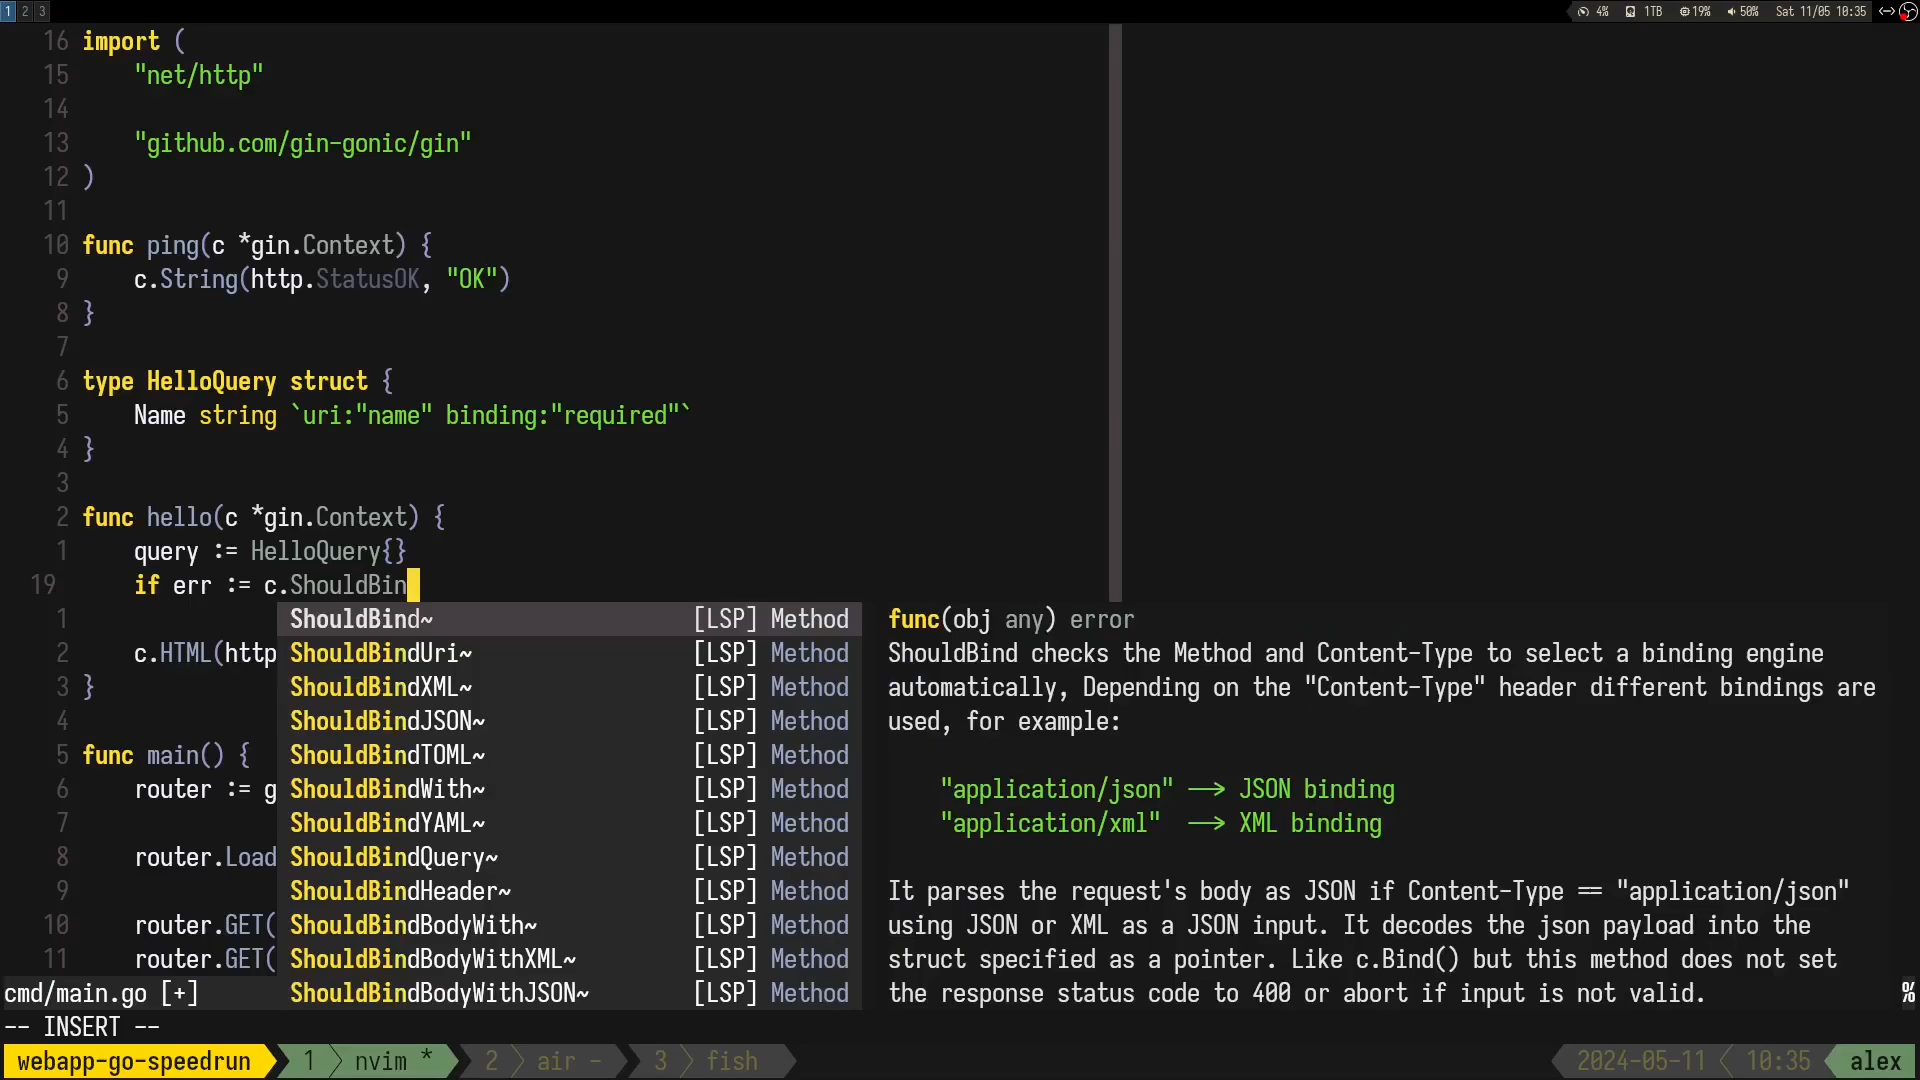 1 2 3 4% 1TB 19% 50% Sat 11/05 10:35
16 import (
15 "net/http"
14
13 "github.com/gin-gonic/gin"
12 )
11
10 func ping(c *gin.Context) {
9 c.String(http.StatusOK, "OK")
8 }
7
6 type HelloQuery struct {
5 Name string `uri:"name" binding:"required"`
4 }
3
2 func hello(c *gin.Context) {
1 query := HelloQuery{}
19 if err := c.ShouldBin
1 ShouldBind~ [LSP] Method func(obj any) error
2 c.HTML(http ShouldBindUri~ [LSP] Method ShouldBind checks the Method and Content-Type to select a binding engine
3 } ShouldBindXML~ [LSP] Method automatically, Depending on the "Content-Type" header different bindings are
4 ShouldBindJSON~ [LSP] Method used, for example:
5 func main() { ShouldBindTOML~ [LSP] Method
6 router := g ShouldBindWith~ [LSP] Method "application/json" --> JSON binding
7 ShouldBindYAML~ [LSP] Method "application/xml" --> XML binding
8 router.Load ShouldBindQuery~ [LSP] Method
9 ShouldBindHeader~ [LSP] Method It parses the request's body as JSON if Content-Type == "application/json"
10 router.GET( ShouldBindBodyWith~ [LSP] Method using JSON or XML as a JSON input. It decodes the json payload into the
11 router.GET( ShouldBindBodyWithXML~ [LSP] Method struct specified as a pointer. Like c.Bind() but this method does not set
cmd/main.go [+] ShouldBindBodyWithJSON~ [LSP] Method the response status code to 400 or abort if input is not valid. %
-- INSERT --
webapp-go-speedrun 1 nvim * 2 air - 3 fish 2024-05-11 10:35 alex